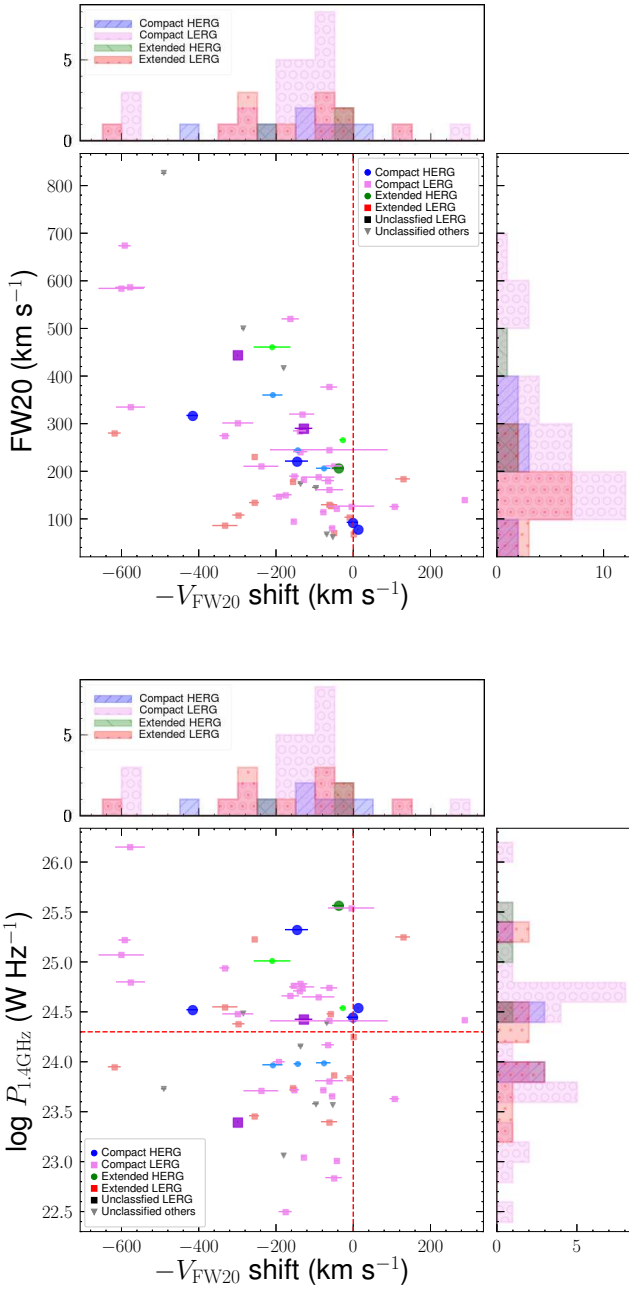 Compact HERG
Compact LERG
Extended HERG
Extended LERG
5
0
800
700
600
500
400
300
200
100
FW20 (km s⁻¹)
Compact HERG
Compact LERG
Extended HERG
Extended LERG
Unclassfied LERG
Unclassified others
−600 −400 −200 0 200
0 5 10
−V_FW20 shift (km s⁻¹)
Compact HERG
Compact LERG
Extended HERG
Extended LERG
5
0
26.0
25.5
25.0
24.5
24.0
23.5
23.0
22.5
log P_1.4GHz (W Hz⁻¹)
Compact HERG
Compact LERG
Extended HERG
Extended LERG
Unclassfied LERG
Unclassified others
−600 −400 −200 0 200
0 5
−V_FW20 shift (km s⁻¹)